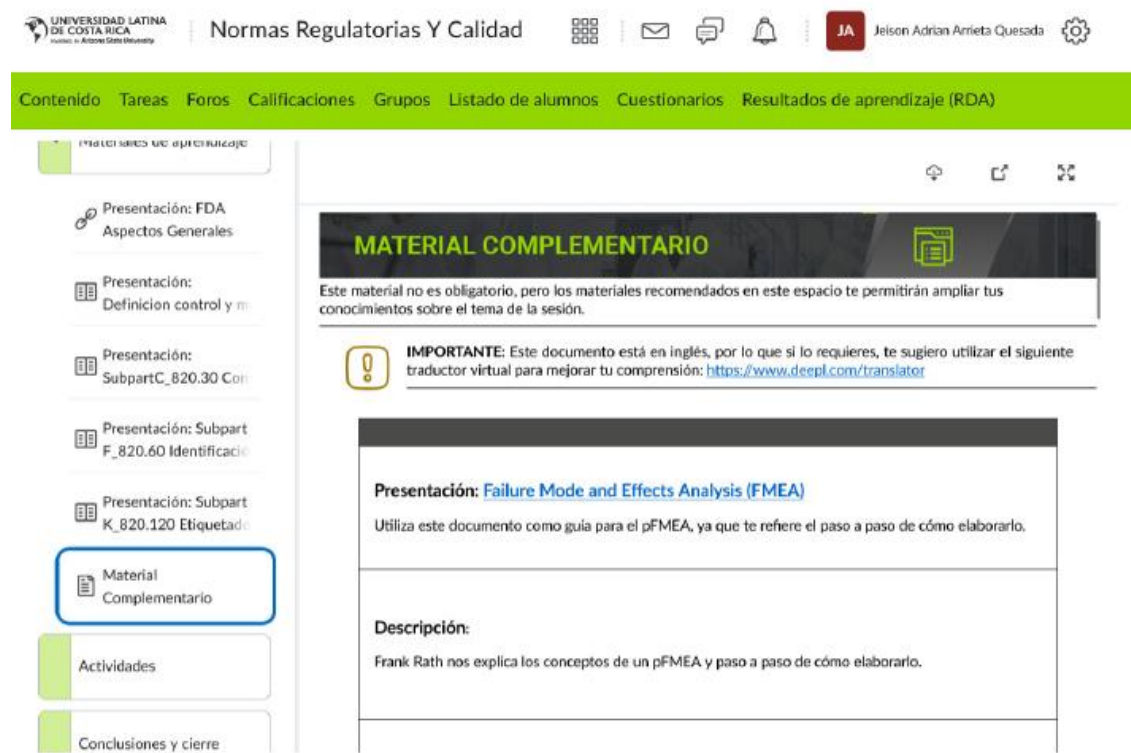 UNIVERSIDAD LATINA
DE COSTA RICA
Arizona State University
Normas Regulatorias Y Calidad
JA
Jeison Adrian Arrieta Quesada
Contenido Tareas Foros Calificaciones Grupos Listado de alumnos Cuestionarios Resultados de aprendizaje (RDA)
Materiales de aprendizaje
Presentación: FDA
Aspectos Generales
Presentación:
Definicion control y m
Presentación:
SubpartC_820.30 Con
Presentación: Subpart
F_820.60 Identificació
Presentación: Subpart
K_820.120 Etiquetado
Material
Complementario
Actividades
Conclusiones y cierre
MATERIAL COMPLEMENTARIO
Este material no es obligatorio, pero los materiales recomendados en este espacio te permitirán ampliar tus
conocimientos sobre el tema de la sesión.
IMPORTANTE: Este documento está en inglés, por lo que si lo requieres, te sugiero utilizar el siguiente
traductor virtual para mejorar tu comprensión: https://www.deepl.com/translator
Presentación: Failure Mode and Effects Analysis (FMEA)
Utiliza este documento como guía para el pFMEA, ya que te refiere el paso a paso de cómo elaborarlo.
Descripción:
Frank Rath nos explica los conceptos de un pFMEA y paso a paso de cómo elaborarlo.